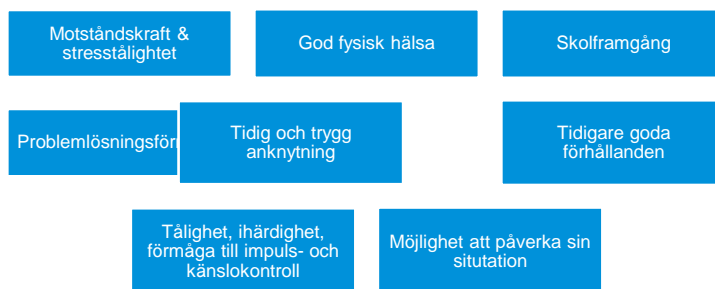 Motståndskraft &
stresstålightet
God fysisk hälsa
Skolframgång
Problemlösningsför
Tidig och trygg
anknytning
Tidigare goda
förhållanden
Tålighet, ihärdighet,
förmåga till impuls- och
känslokontroll
Möjlighet att påverka sin
situtation